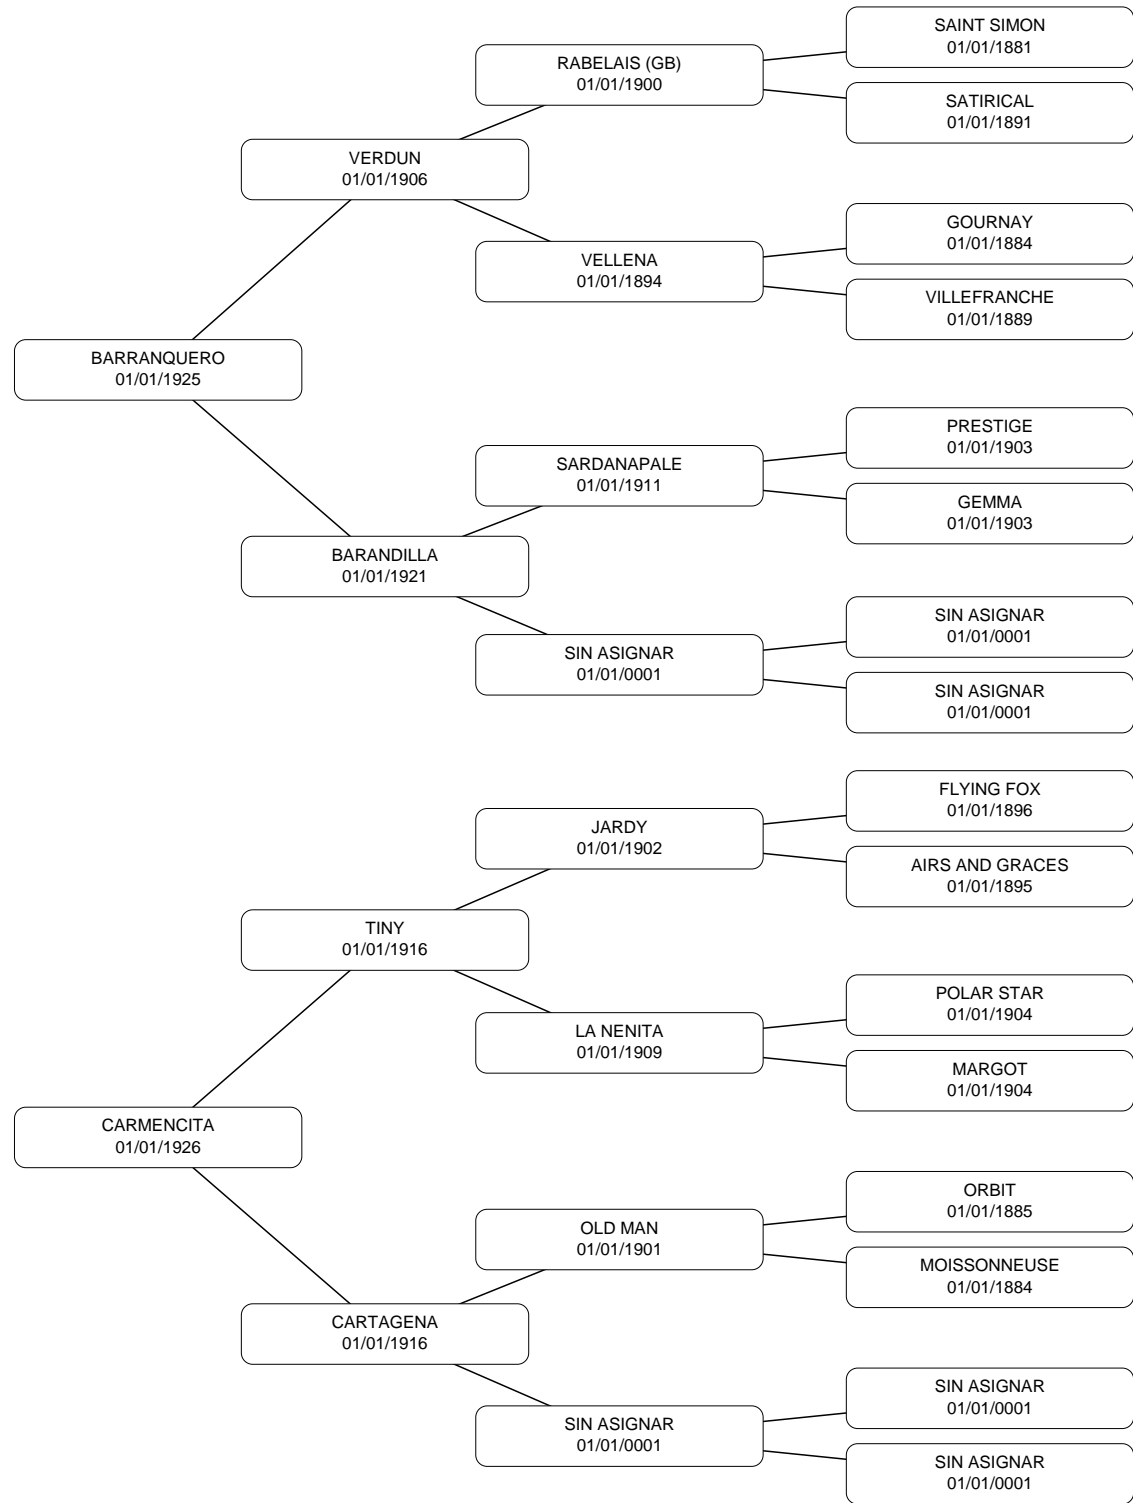 SAINT SIMON
01/01/1881
RABELAIS (GB)
01/01/1900
SATIRICAL
01/01/1891
VERDUN
01/01/1906
GOURNAY
01/01/1884
VELLENA
01/01/1894
VILLEFRANCHE
01/01/1889
BARRANQUERO
01/01/1925
PRESTIGE
01/01/1903
SARDANAPALE
01/01/1911
GEMMA
01/01/1903
BARANDILLA
01/01/1921
SIN ASIGNAR
01/01/0001
SIN ASIGNAR
01/01/0001
SIN ASIGNAR
01/01/0001
FLYING FOX
01/01/1896
JARDY
01/01/1902
AIRS AND GRACES
01/01/1895
TINY
01/01/1916
POLAR STAR
01/01/1904
LA NENITA
01/01/1909
MARGOT
01/01/1904
CARMENCITA
01/01/1926
ORBIT
01/01/1885
OLD MAN
01/01/1901
MOISSONNEUSE
01/01/1884
CARTAGENA
01/01/1916
SIN ASIGNAR
01/01/0001
SIN ASIGNAR
01/01/0001
SIN ASIGNAR
01/01/0001